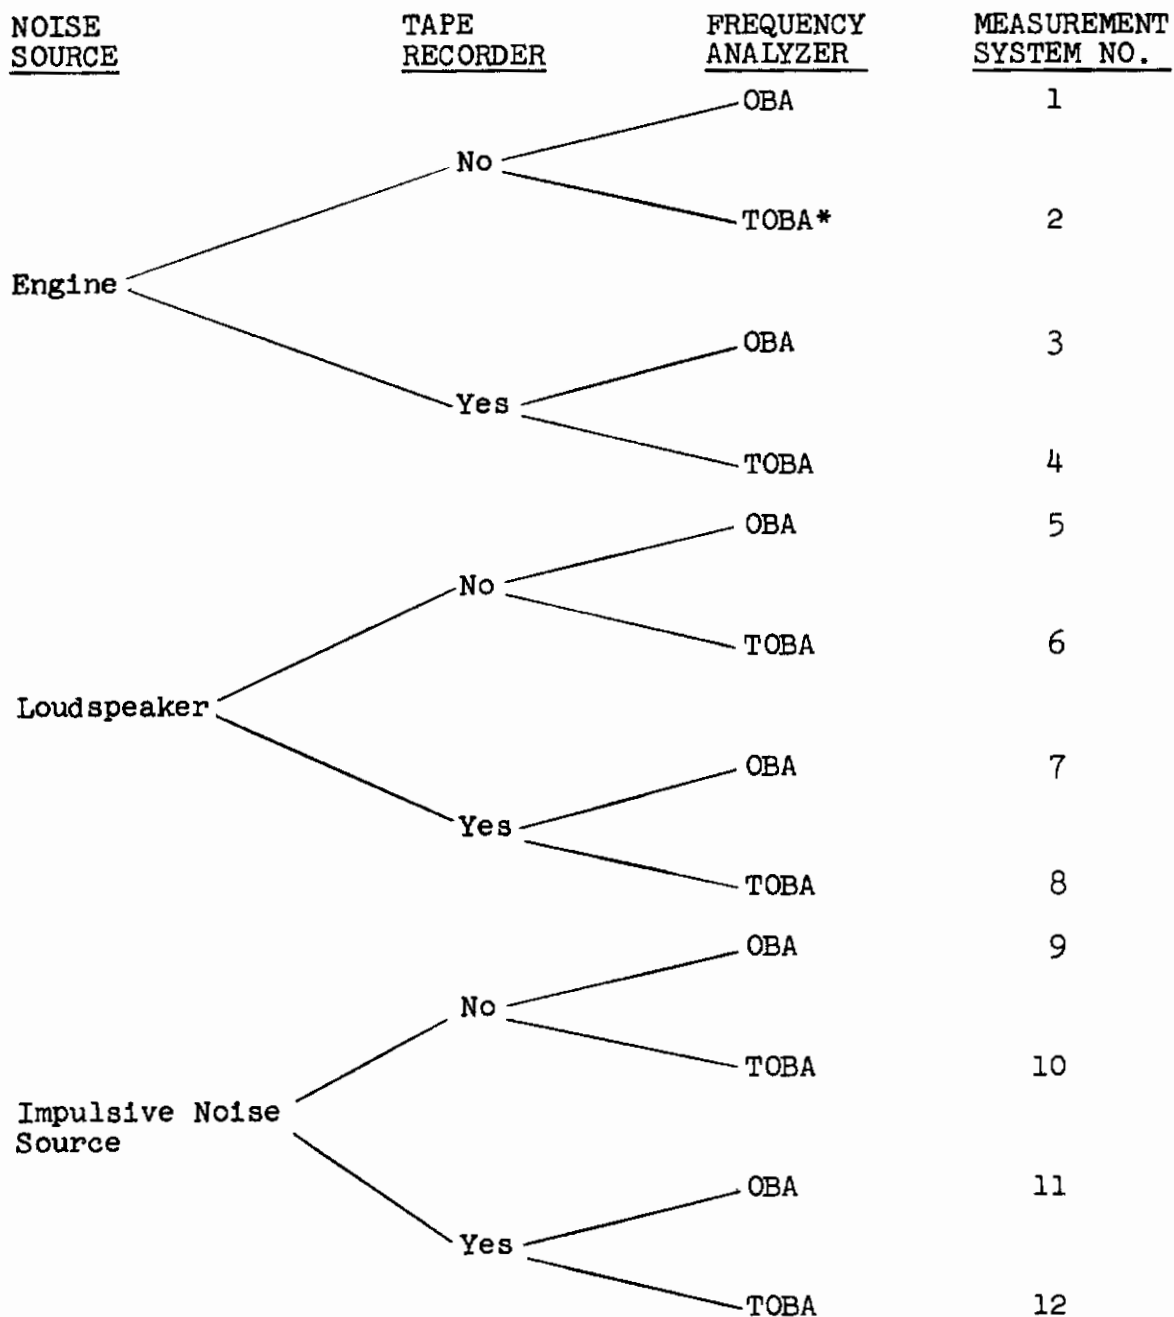 NOISE SOURCE TAPE RECORDER FREQUENCY ANALYZER MEASUREMENT SYSTEM NO.
OBA 1
No
TOBA* 2
Engine
OBA 3
Yes
TOBA 4
OBA 5
No
TOBA 6
Loudspeaker
OBA 7
Yes
TOBA 8
OBA 9
No
TOBA 10
Impulsive Noise
Source
OBA 11
Yes
TOBA 12